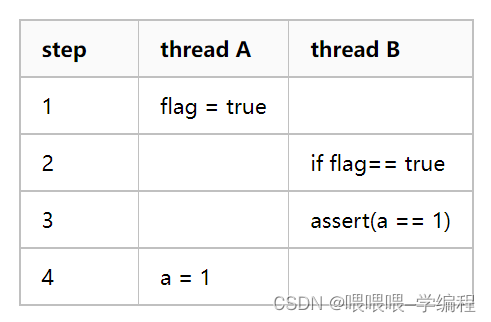 step thread A thread B
1 flag = true
2 if flag== true
3 assert(a == 1)
4 a = 1
CSDN @喂喂喂–学编程